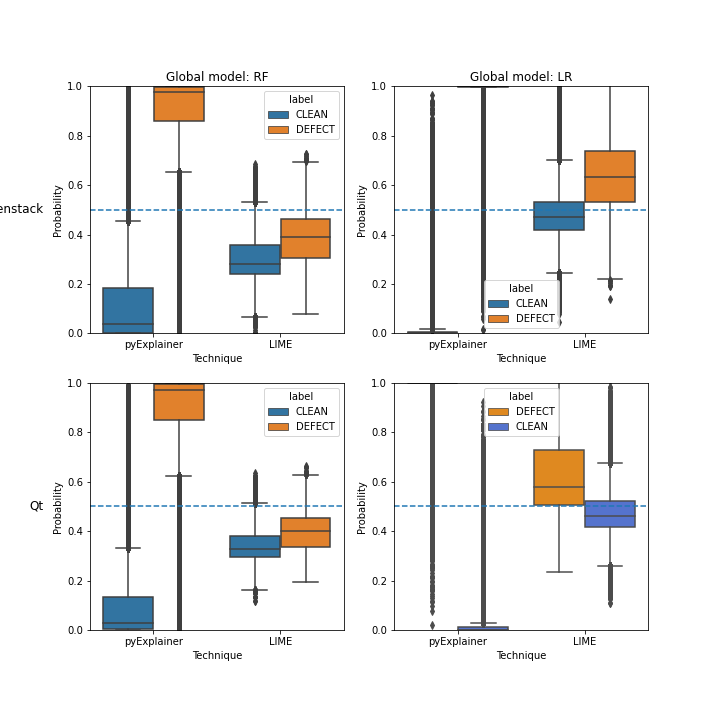 Global model: RF
Global model: LR
1.0
0.8
0.6
0.4
0.2
0.0
Probability
label
CLEAN
DEFECT
pyExplainer
LIME
Technique
1.0
0.8
0.6
0.4
0.2
0.0
Probability
label
CLEAN
DEFECT
pyExplainer
LIME
Technique
enstack
1.0
0.8
0.6
0.4
0.2
0.0
Probability
label
CLEAN
DEFECT
pyExplainer
LIME
Technique
1.0
0.8
0.6
0.4
0.2
0.0
Probability
label
DEFECT
CLEAN
pyExplainer
LIME
Technique
Qt